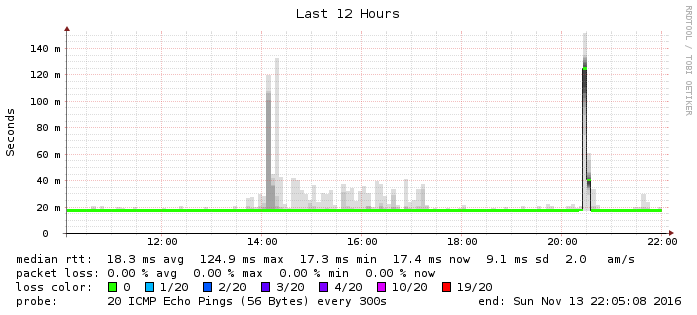 Last 12 Hours
RRDTOOL / TOBI OETIKER
Seconds
140 m
120 m
100 m
80 m
60 m
40 m
20 m
0
12:00 14:00 16:00 18:00 20:00 22:00
median rtt: 18.3 ms avg 124.9 ms max 17.3 ms min 17.4 ms now 9.1 ms sd 2.0 am/s
packet loss: 0.00 % avg 0.00 % max 0.00 % min 0.00 % now
loss color: 0 1/20 2/20 3/20 4/20 10/20 19/20
probe: 20 ICMP Echo Pings (56 Bytes) every 300s end: Sun Nov 13 22:05:08 2016